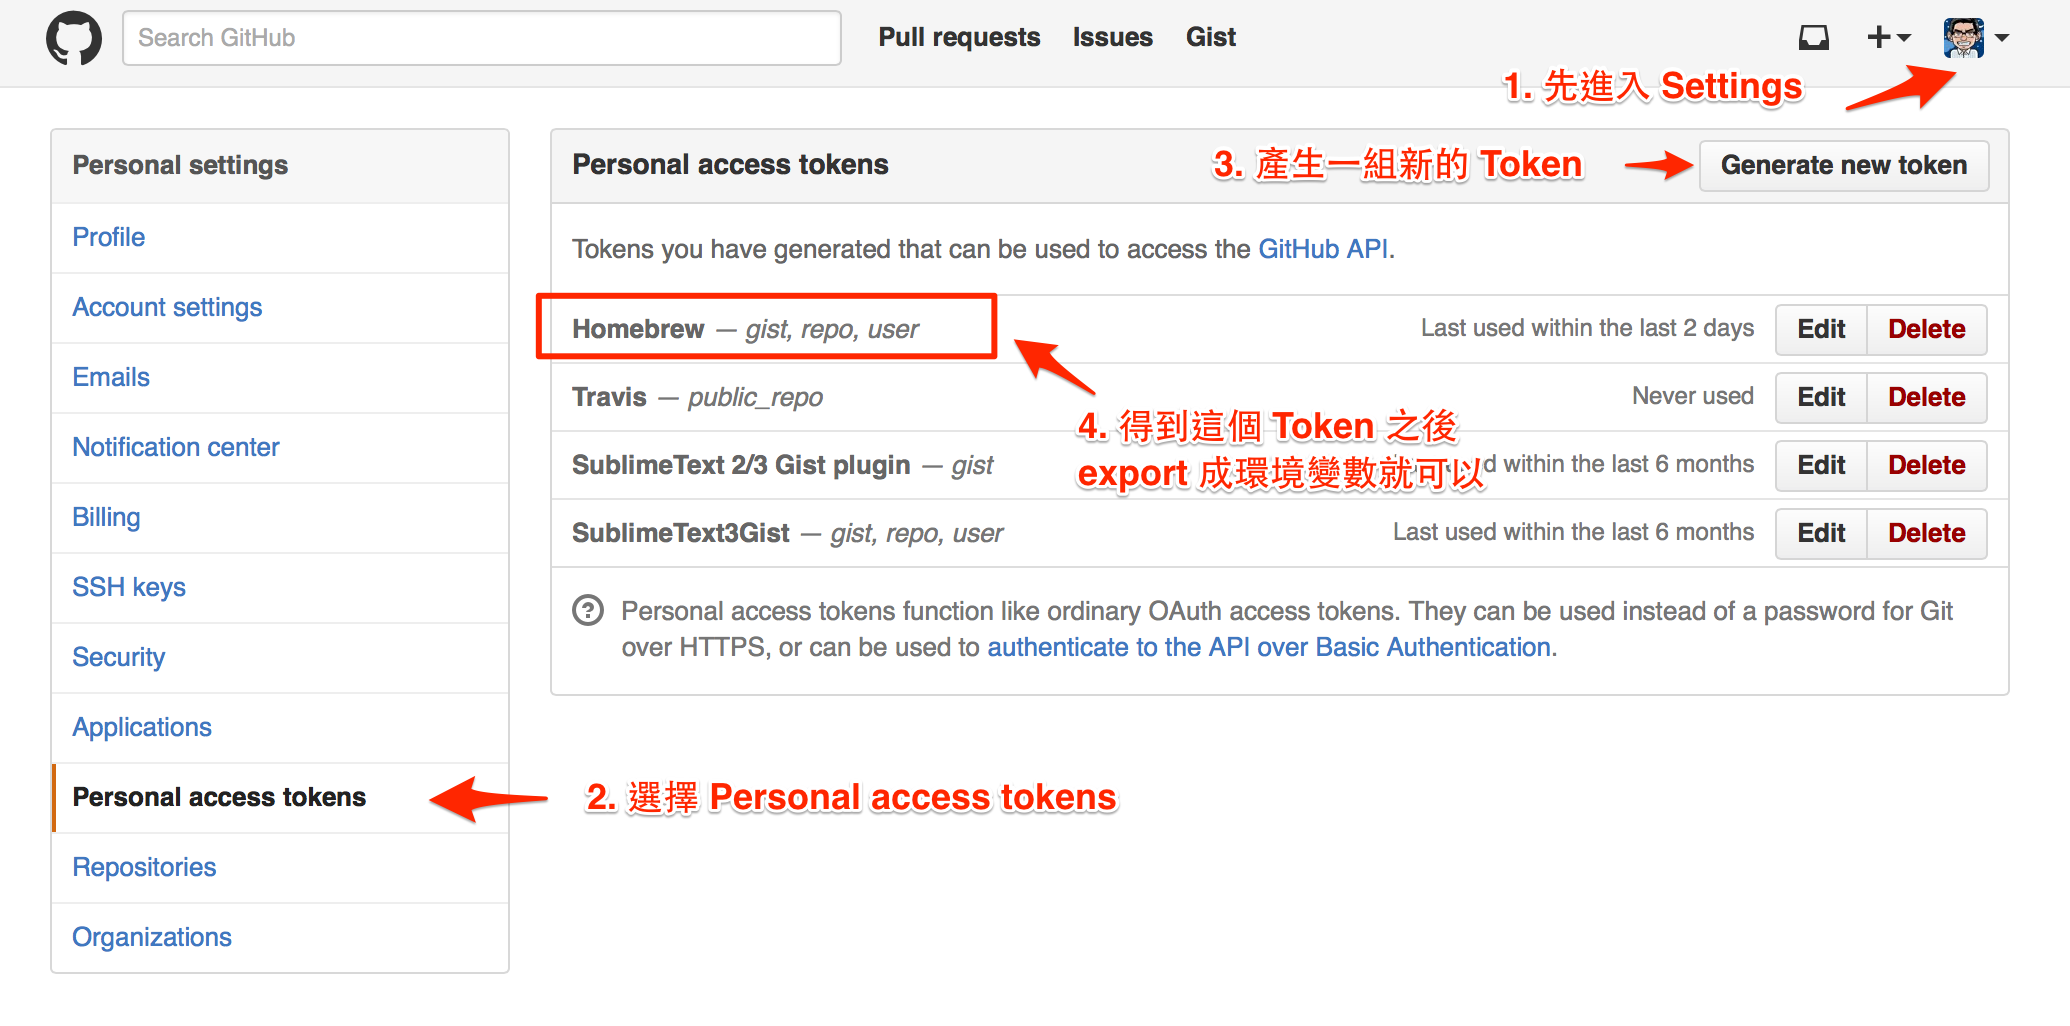 Search GitHub
Pull requests
Issues
Gist
1. 先進入 Settings
Personal settings
Profile
Account settings
Emails
Notification center
Billing
SSH keys
Security
Applications
Personal access tokens
Repositories
Organizations
2. 選擇 Personal access tokens
Personal access tokens
3. 產生一組新的 Token
Generate new token
Tokens you have generated that can be used to access the GitHub API.
Homebrew — gist, repo, user
Last used within the last 2 days
Edit
Delete
Travis — public_repo
Never used
Edit
Delete
4. 得到這個 Token 之後
export 成環境變數就可以
SublimeText 2/3 Gist plugin — gist
within the last 6 months
Edit
Delete
SublimeText3Gist — gist, repo, user
Last used within the last 6 months
Edit
Delete
Personal access tokens function like ordinary OAuth access tokens. They can be used instead of a password for Git
over HTTPS, or can be used to authenticate to the API over Basic Authentication.